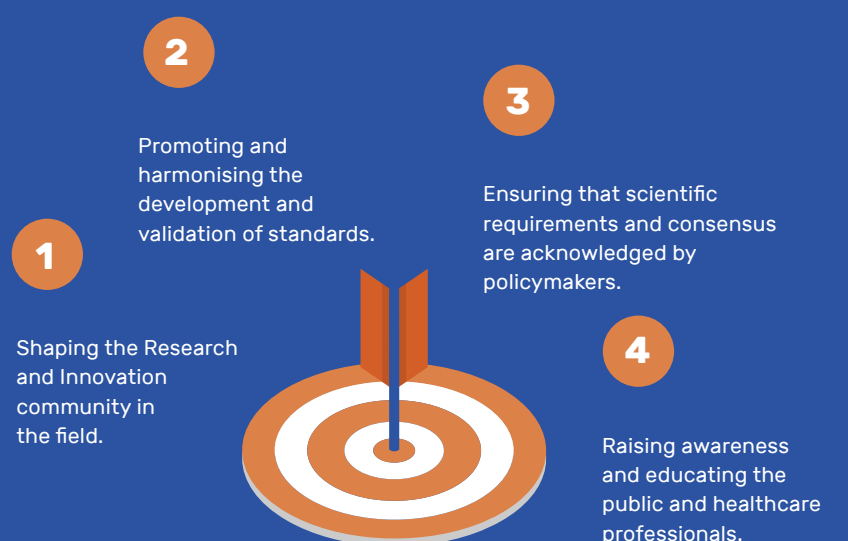 1
Shaping the Research
and Innovation
community in
the field.
2
Promoting and
harmonising the
development and
validation of standards.
3
Ensuring that scientific
requirements and consensus
are acknowledged by
policymakers.
4
Raising awareness
and educating the
public and healthcare
professionals.